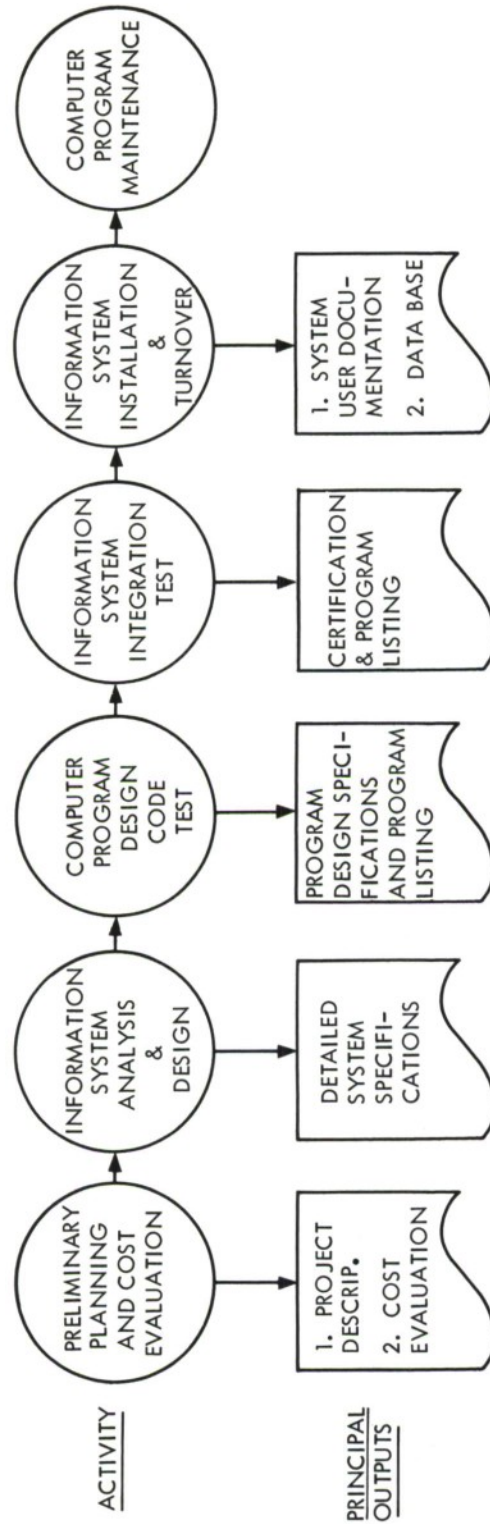 ACTIVITY
PRELIMINARY
PLANNING
AND COST
EVALUATION
INFORMATION
SYSTEM
ANALYSIS
&
DESIGN
COMPUTER
PROGRAM
DESIGN
CODE
TEST
INFORMATION
SYSTEM
INTEGRATION
TEST
INFORMATION
SYSTEM
INSTALLATION
&
TURNOVER
COMPUTER
PROGRAM
MAINTENANCE
PRINCIPAL
OUTPUTS
1. PROJECT
DESCRIP.
2. COST
EVALUATION
DETAILED
SYSTEM
SPECIFI-
CATIONS
PROGRAM
DESIGN SPECI-
FICATIONS
AND PROGRAM
LISTING
CERTIFICATION
& PROGRAM
LISTING
1. SYSTEM
USER DOCU-
MENTATION
2. DATA BASE